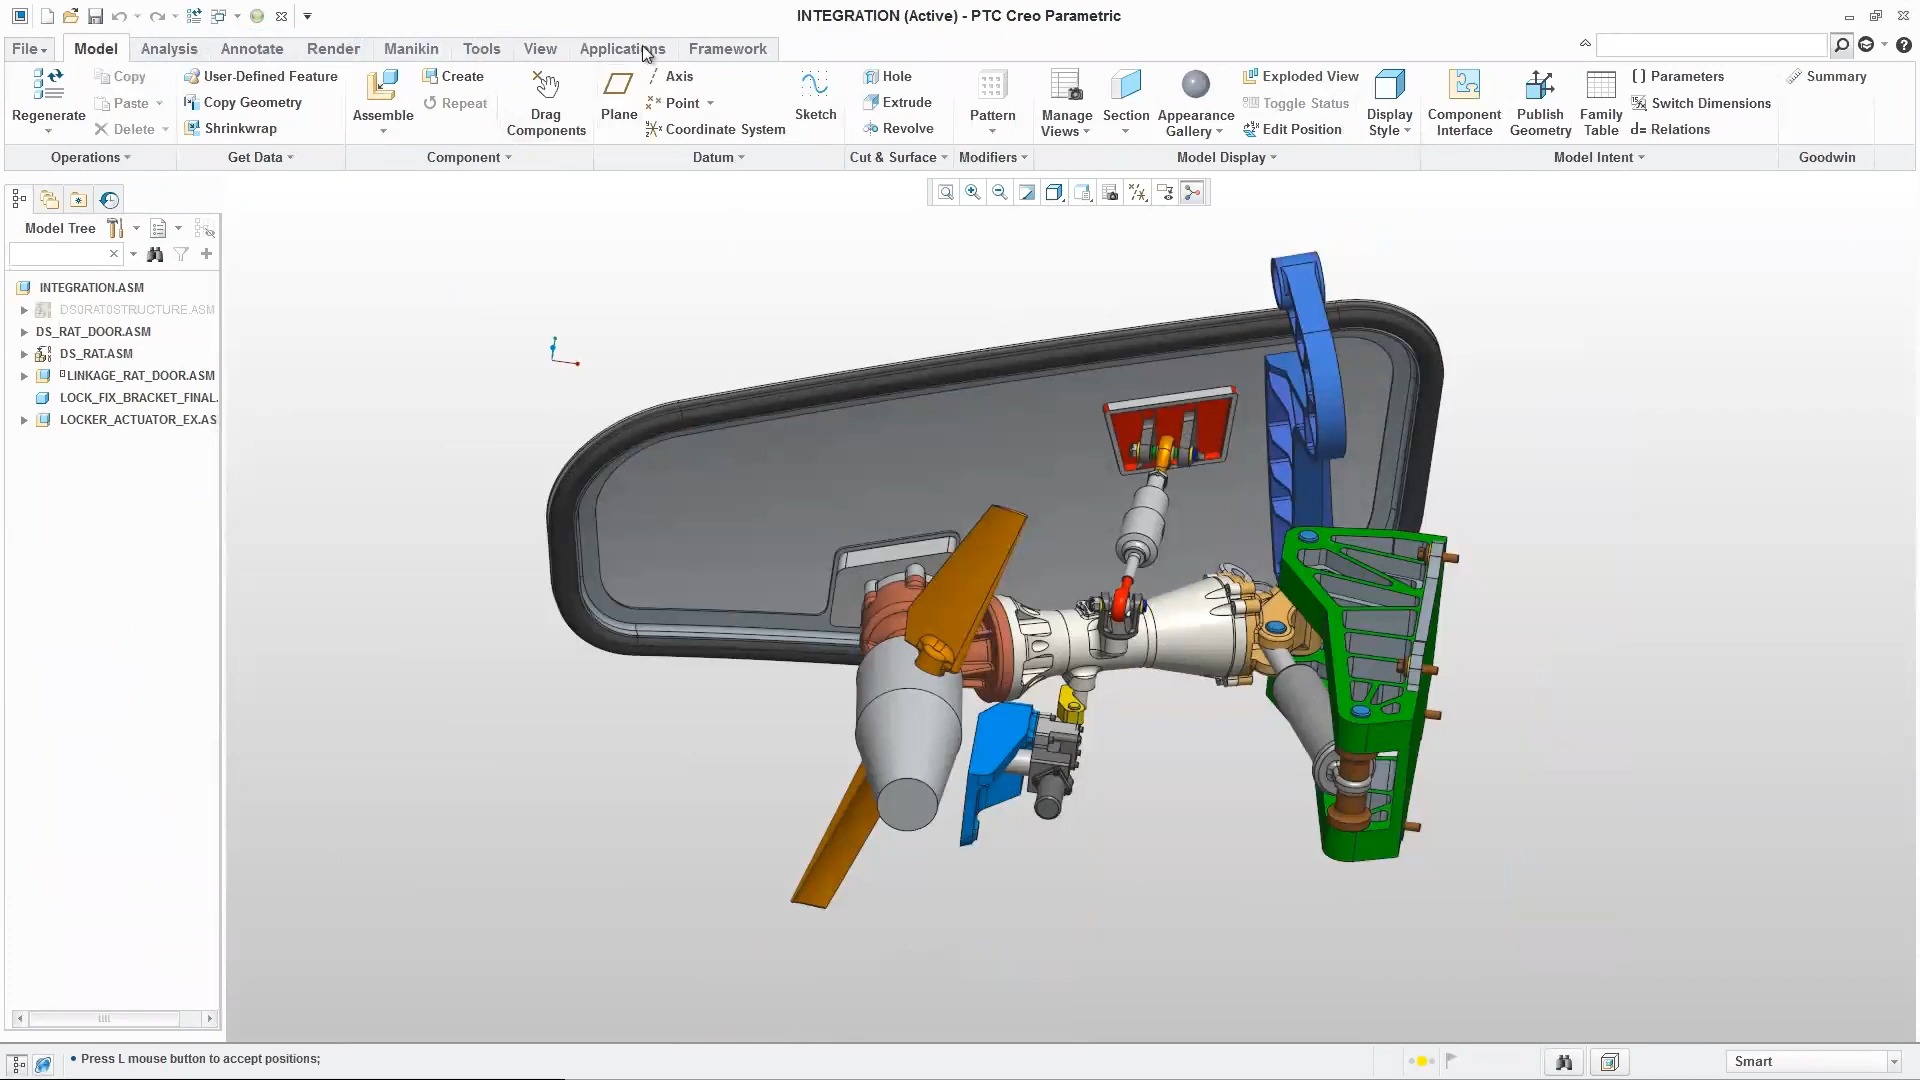 INTEGRATION (Active) - PTC Creo Parametric
File Model Analysis Annotate Render Manikin Tools View Applications Framework
Regenerate
Copy
Paste
Delete
Operations
User-Defined Feature
Copy Geometry
Shrinkwrap
Get Data
Assemble
Create
Repeat
Drag Components
Component
Plane
Axis
Point
Coordinate System
Sketch
Datum
Hole
Extrude
Revolve
Cut & Surface
Pattern
Modifiers
Manage Views
Section
Appearance Gallery
Exploded View
Toggle Status
Edit Position
Display Style
Model Display
Component Interface
Publish Geometry
Family Table
Parameters
Switch Dimensions
d= Relations
Model Intent
Summary
Goodwin
Model Tree
INTEGRATION.ASM
DS0RAT0STRUCTURE.ASM
DS_RAT_DOOR.ASM
DS_RAT.ASM
LINKAGE_RAT_DOOR.ASM
LOCK_FIX_BRACKET_FINAL.
LOCKER_ACTUATOR_EX.AS
Press L mouse button to accept positions;
Smart